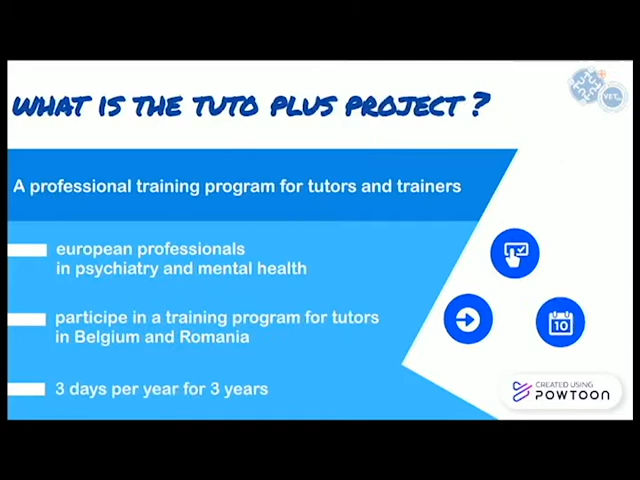 WHAT IS THE TUTO PLUS PROJECT ?
A professional training program for tutors and trainers
european professionals
in psychiatry and mental health
participe in a training program for tutors
in Belgium and Romania
3 days per year for 3 years
10
CREATED USING
POWTOON
VET